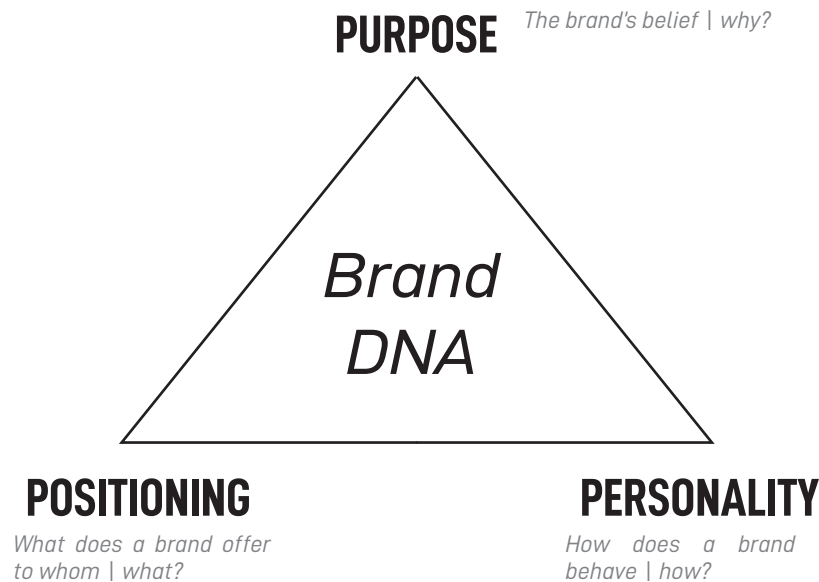 PURPOSE
The brand's belief | why?
Brand
DNA
POSITIONING
What does a brand offer
to whom | what?
PERSONALITY
How does a brand
behave | how?